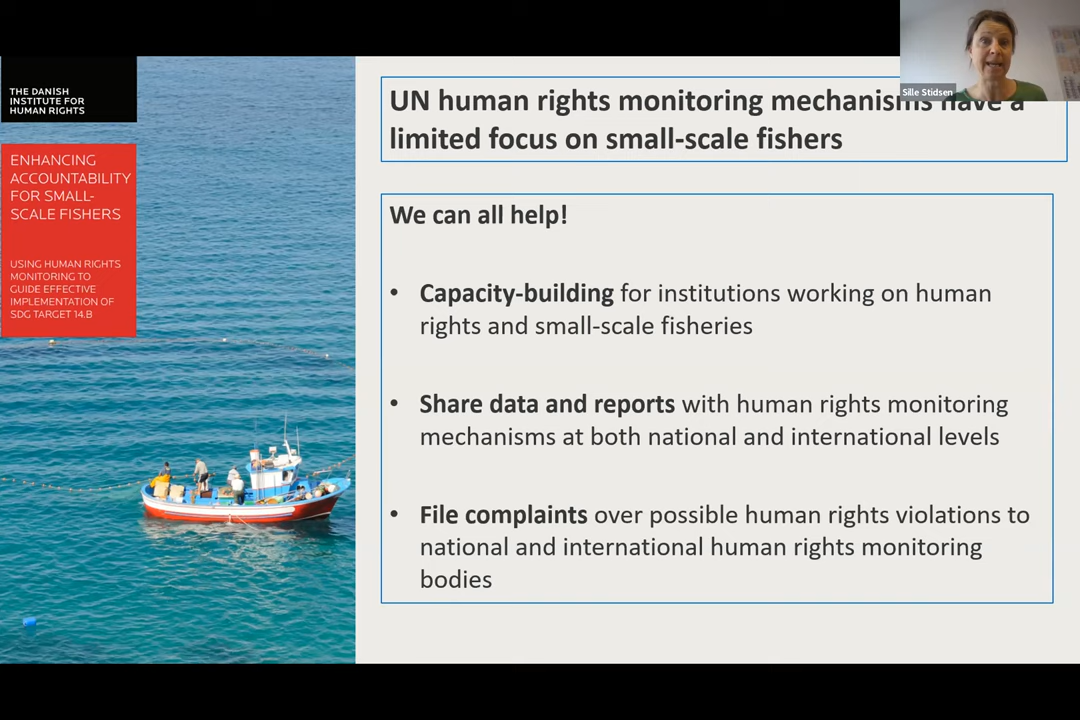 THE DANISH
INSTITUTE FOR
HUMAN RIGHTS
ENHANCING
ACCOUNTABILITY
FOR SMALL-
SCALE FISHERS
USING HUMAN RIGHTS
MONITORING TO
GUIDE EFFECTIVE
IMPLEMENTATION OF
SDG TARGET 14.B
Sille Stidsen
UN human rights monitoring mechanisms have a
limited focus on small-scale fishers
We can all help!
• Capacity-building for institutions working on human
rights and small-scale fisheries
• Share data and reports with human rights monitoring
mechanisms at both national and international levels
• File complaints over possible human rights violations to
national and international human rights monitoring
bodies